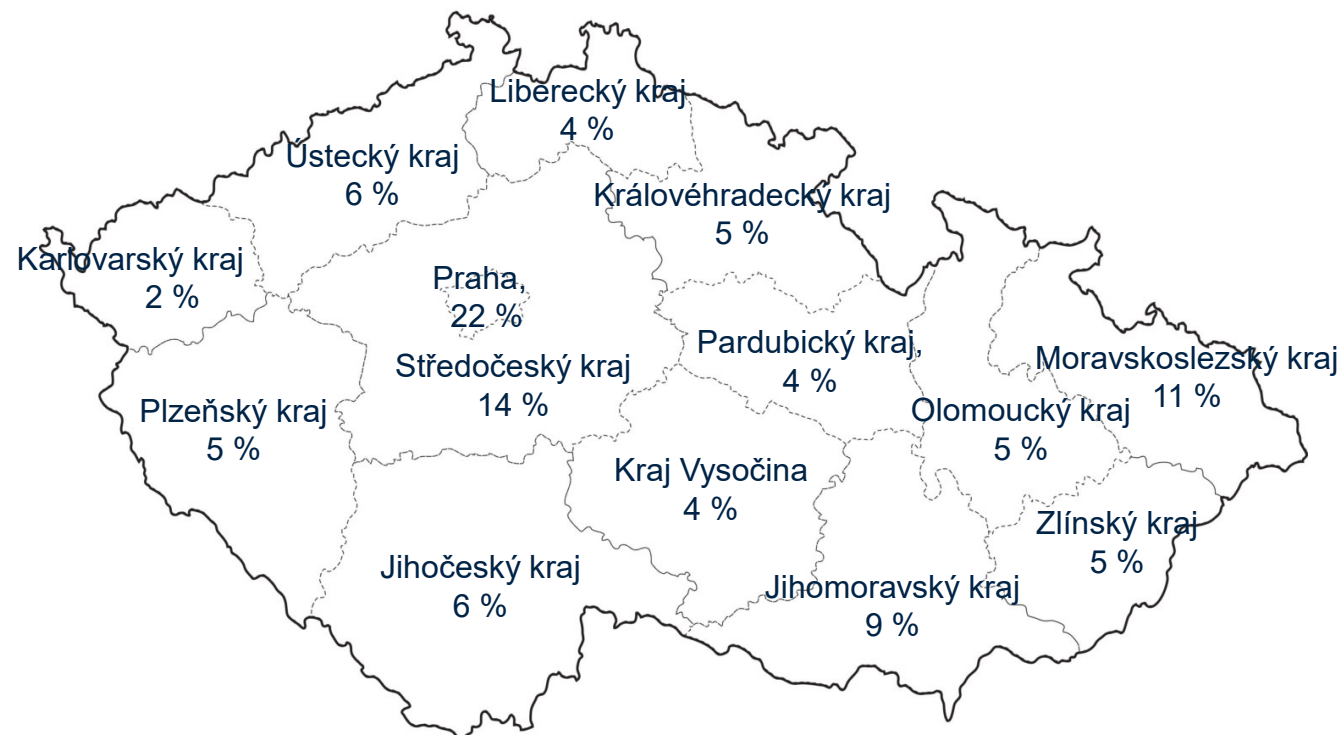 Liberecký kraj
4 %
Ústecký kraj
6 %
Královéhradecký kraj
5 %
Karlovarský kraj
2 %
Praha,
22 %
Středočeský kraj
14 %
Pardubický kraj,
4 %
Moravskoslezský kraj
11 %
Plzeňský kraj
5 %
Olomoucký kraj
5 %
Kraj Vysočina
4 %
Zlínský kraj
5 %
Jihočeský kraj
6 %
Jihomoravský kraj
9 %